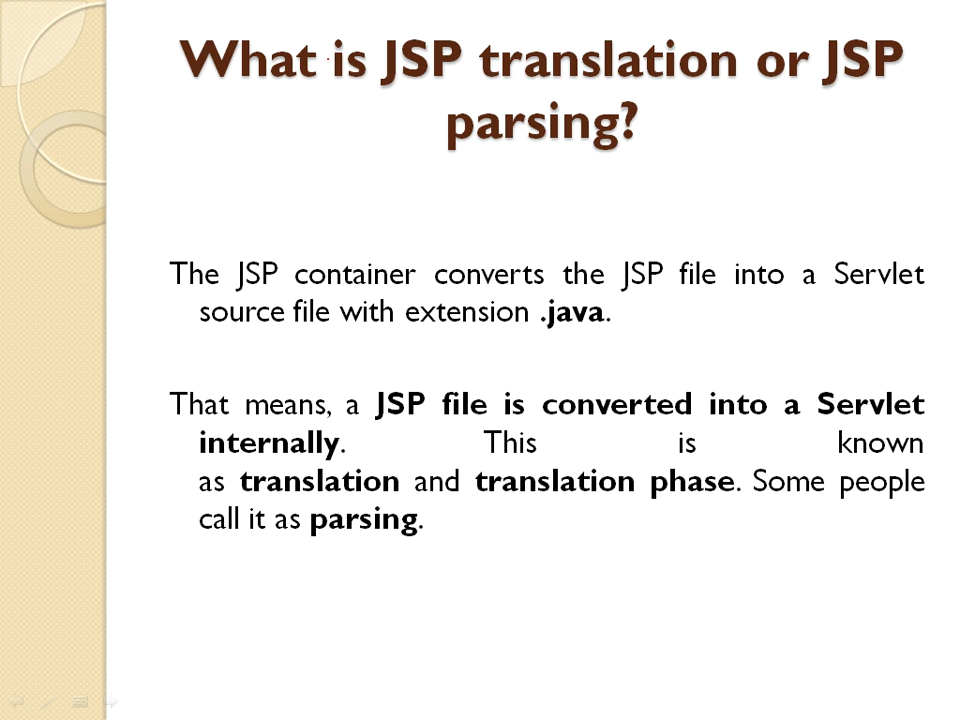 What is JSP translation or JSP
parsing?
The JSP container converts the JSP file into a Servlet
source file with extension .java.
That means, a JSP file is converted into a Servlet
internally. This is known
as translation and translation phase. Some people
call it as parsing.